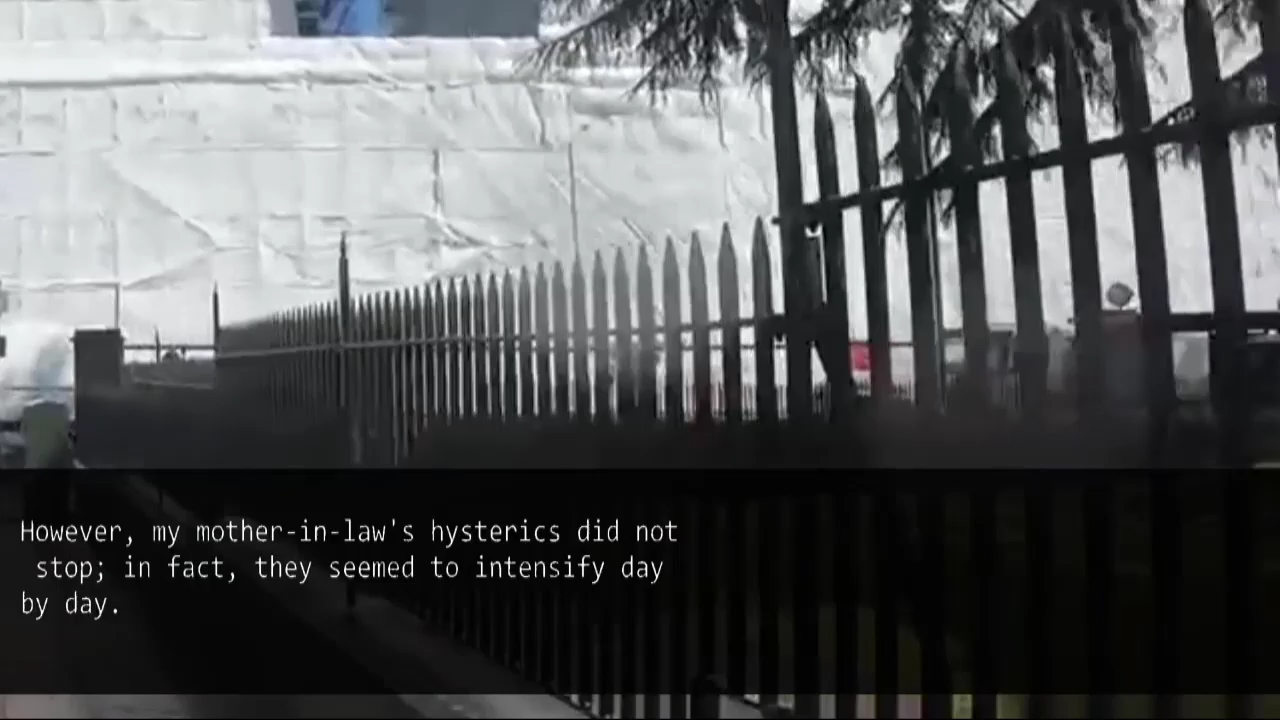 However, my mother-in-law's hysterics did not
stop; in fact, they seemed to intensify day
by day.